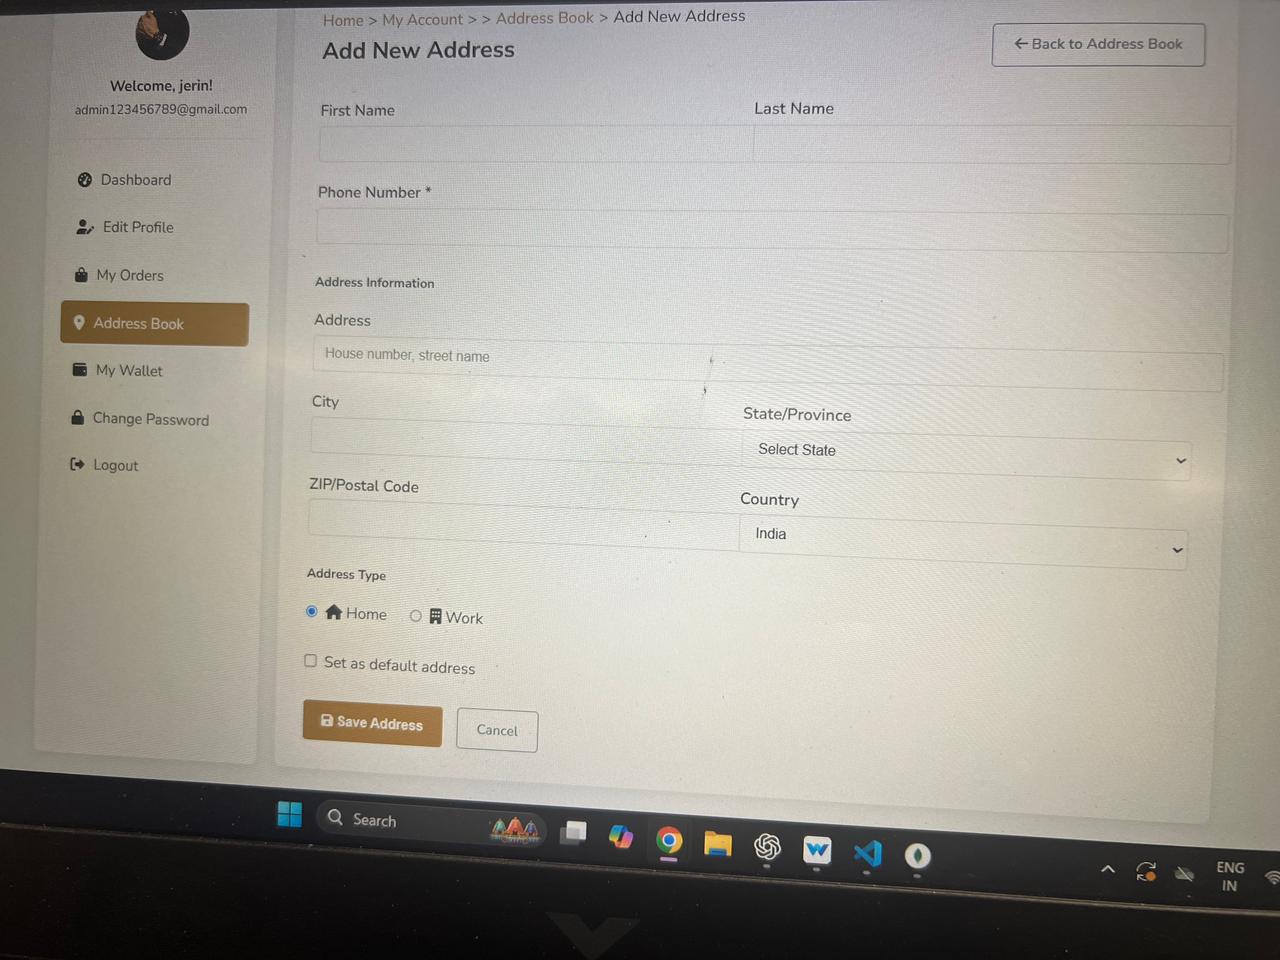 Home > My Account > > Address Book > Add New Address
Add New Address
← Back to Address Book
Welcome, jerin!
admin123456789@gmail.com
Dashboard
Edit Profile
My Orders
Address Book
My Wallet
Change Password
Logout
First Name
Last Name
Phone Number *
Address Information
Address
House number, street name
City
State/Province
Select State
ZIP/Postal Code
Country
India
Address Type
Home
Work
Set as default address
Save Address
Cancel
Search
ENG
IN